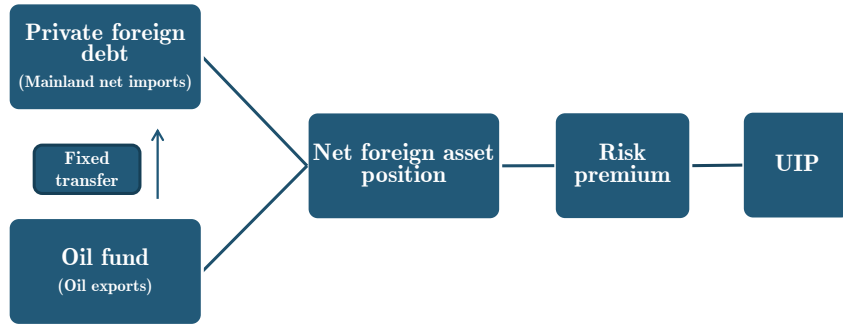 Private foreign
debt
(Mainland net imports)
Fixed
transfer
Oil fund
(Oil exports)
Net foreign asset
position
Risk
premium
UIP